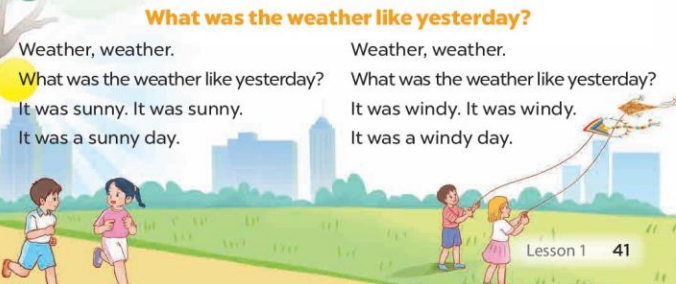 What was the weather like yesterday?
Weather, weather.
What was the weather like yesterday?
It was sunny. It was sunny.
It was a sunny day.
Weather, weather.
What was the weather like yesterday?
It was windy. It was windy.
It was a windy day.
Lesson 1 41